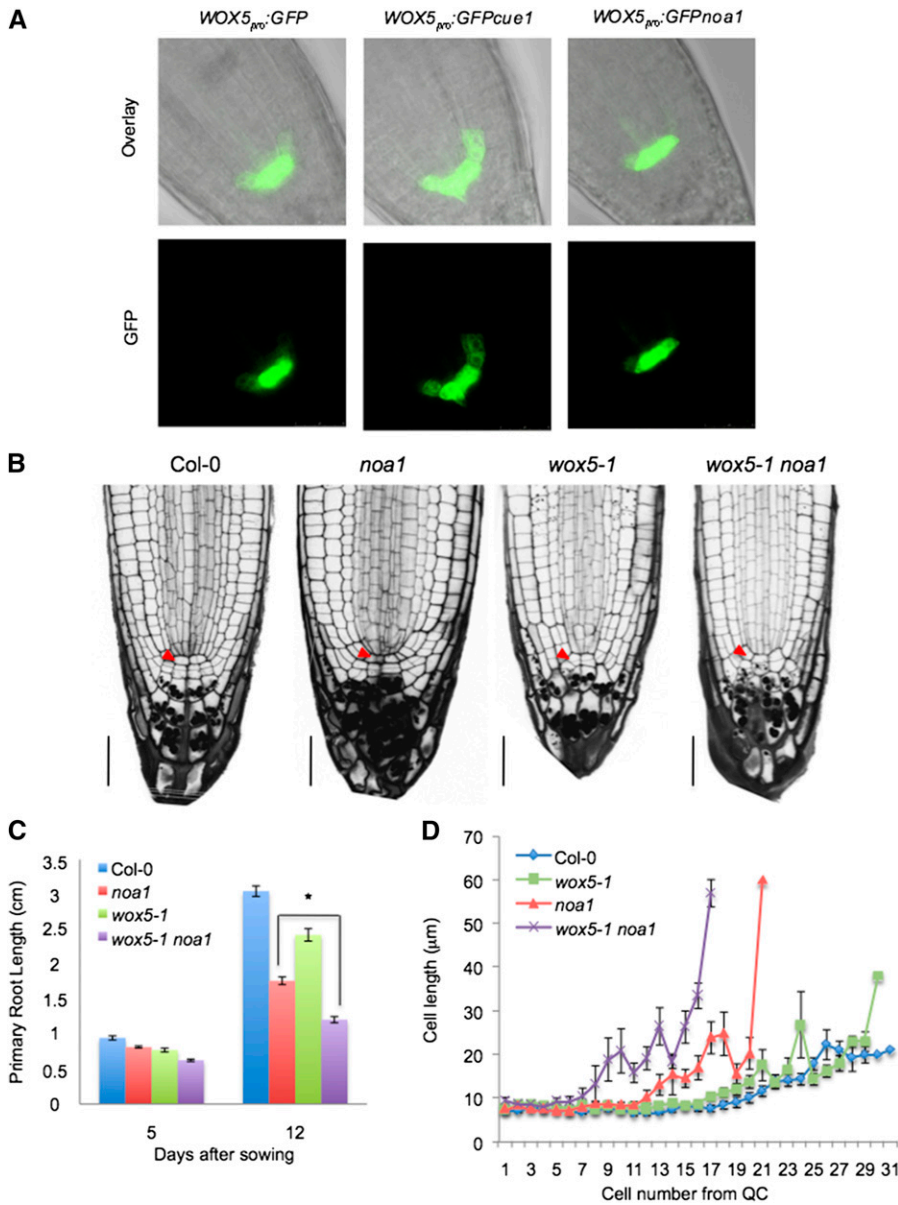 A
WOX5pro:GFP
WOX5pro:GFPcue1
WOX5pro:GFPnoa1
Overlay
GFP
B
Col-0
noa1
wox5-1
wox5-1 noa1
C
Primary Root Length (cm)
3.5
3
2.5
2
1.5
1
0.5
0
Col-0
noa1
wox5-1
wox5-1 noa1
*
5
12
Days after sowing
D
Cell length (µm)
70
60
50
40
30
20
10
0
Col-0
wox5-1
noa1
wox5-1 noa1
1 3 5 7 9 11 13 15 17 19 21 23 25 27 29 31
Cell number from QC